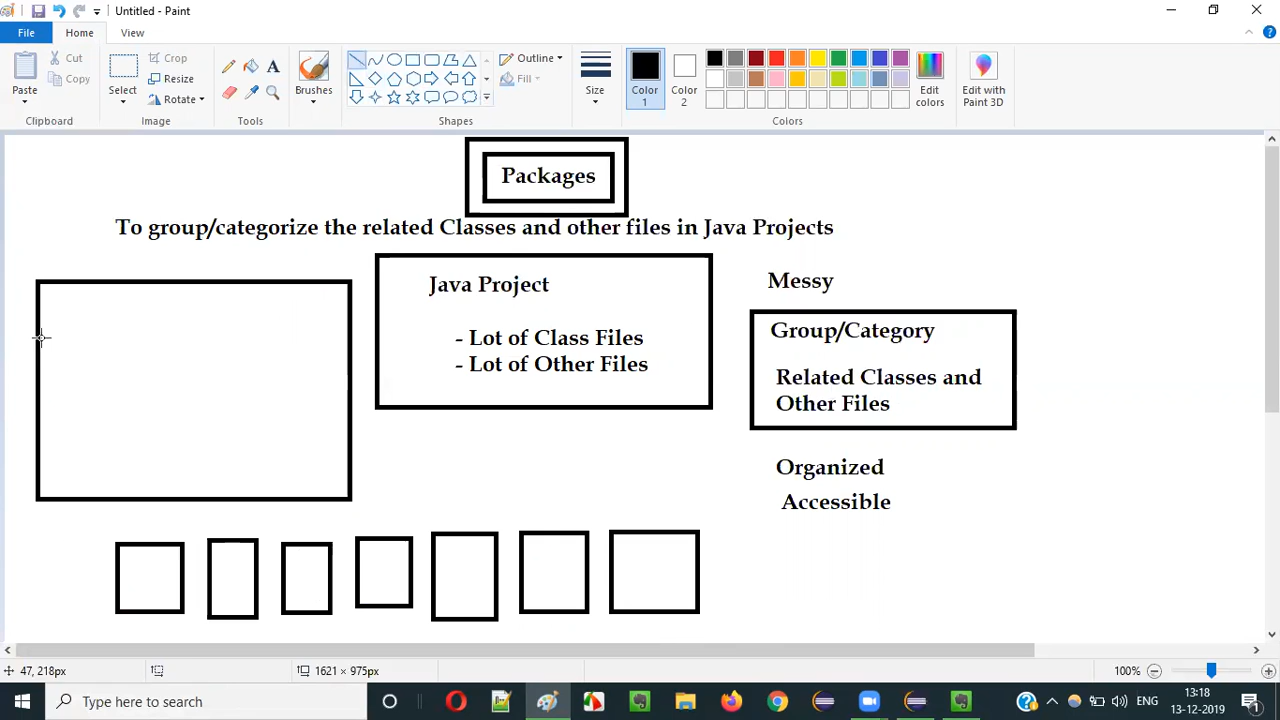 Untitled - Paint
File
Home
View
Paste
Cut
Copy
Clipboard
Select
Crop
Resize
Rotate
Image
Tools
Brushes
Shapes
Outline
Fill
Size
Color 1
Color 2
Colors
Edit colors
Edit with Paint 3D
Packages
To group/categorize the related Classes and other files in Java Projects
Java Project
- Lot of Class Files
- Lot of Other Files
Messy
Group/Category
Related Classes and
Other Files
Organized
Accessible
47, 218px
1621 × 975px
100%
Type here to search
ENG
13:18
13-12-2019